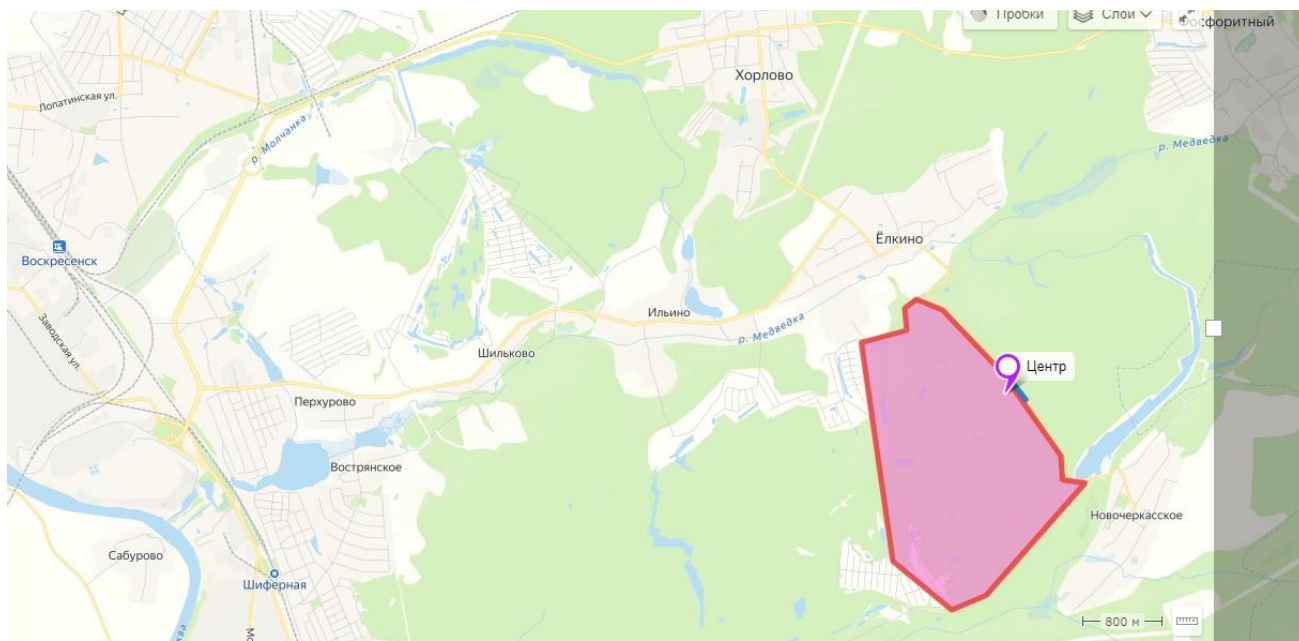 Пробки
Слои
Фосфоритный
Хорлово
Лопатинская ул.
р. Молчанка
р. Медведка
Ёлкино
Воскресенск
Ильино
р. Медведка
Заводская ул.
Шильково
Центр
Перхурово
Вострянское
Новочеркасское
Сабурово
Шиферная
800 м